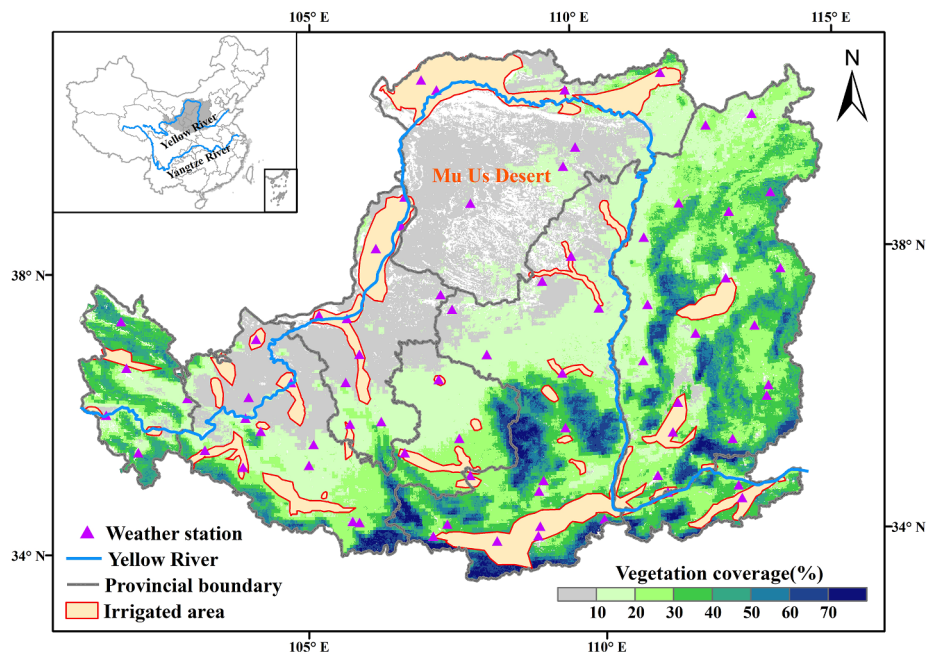 105° E 110° E 115° E
N
Yellow River
Yangtze River
Mu Us Desert
38° N 38° N
34° N 34° N
Weather station
Yellow River
Provincial boundary
Irrigated area
Vegetation coverage(%)
10 20 30 40 50 60 70
105° E 110° E